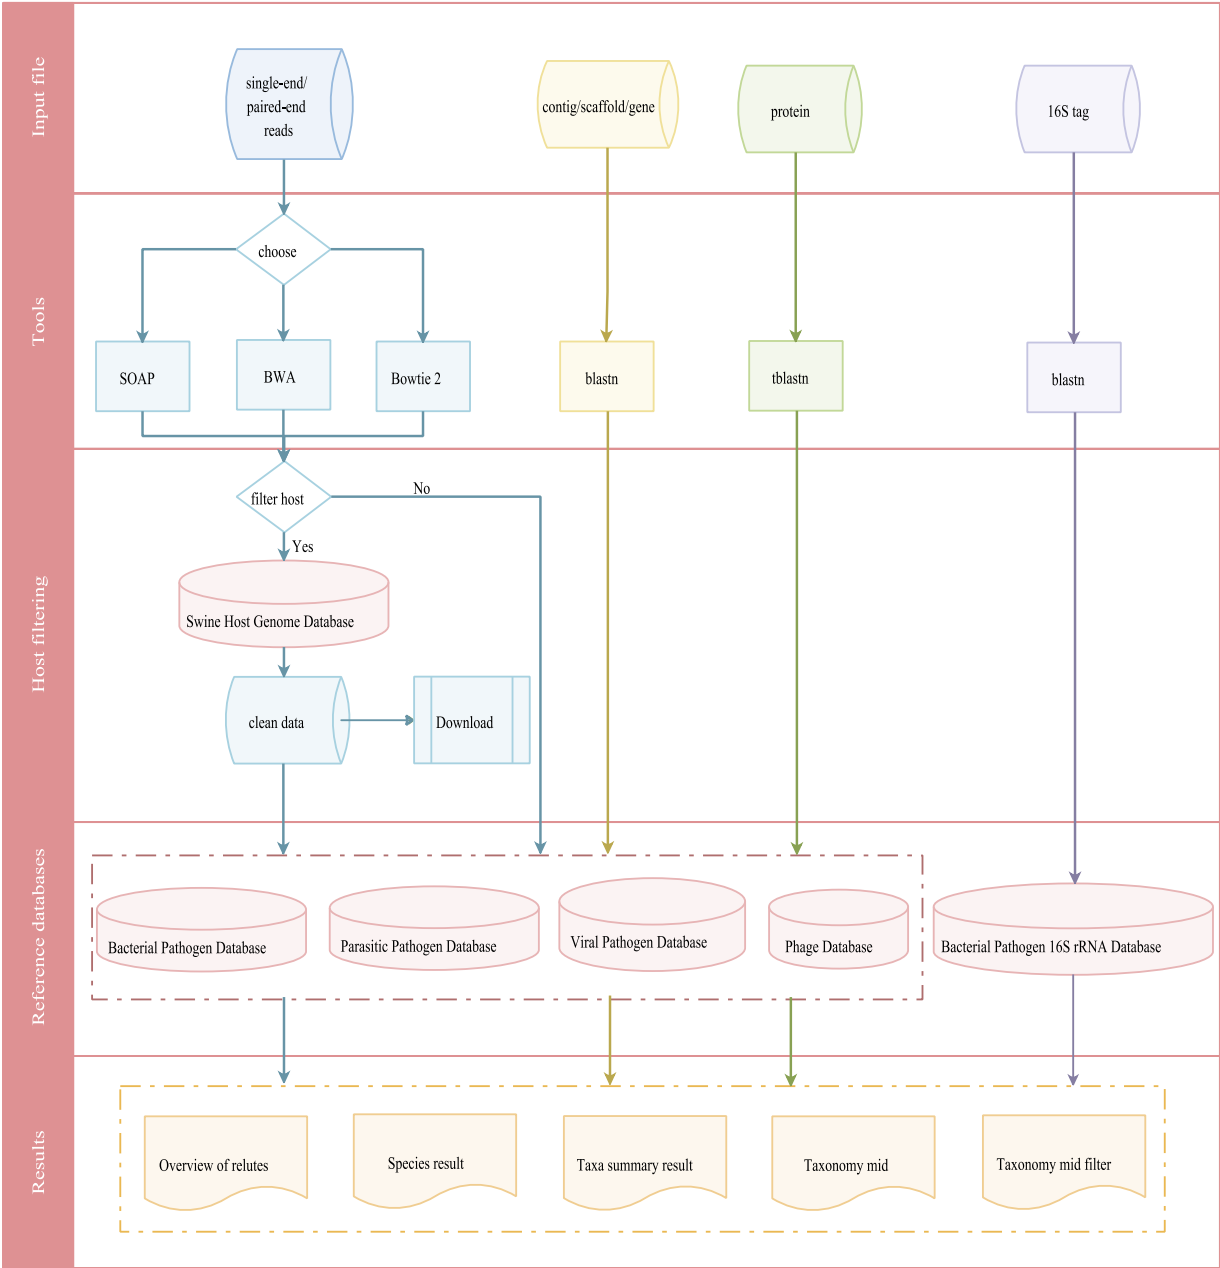 Input file
single-end/
paired-end
reads
contig/scaffold/gene
protein
16S tag
Tools
choose
SOAP
BWA
Bowtie 2
blastn
tblastn
blastn
Host filtering
filter host
No
Yes
Swine Host Genome Database
clean data
Download
Reference databases
Bacterial Pathogen Database
Parasitic Pathogen Database
Viral Pathogen Database
Phage Database
Bacterial Pathogen 16S rRNA Database
Results
Overview of relutes
Species result
Taxa summary result
Taxonomy mid
Taxonomy mid filter